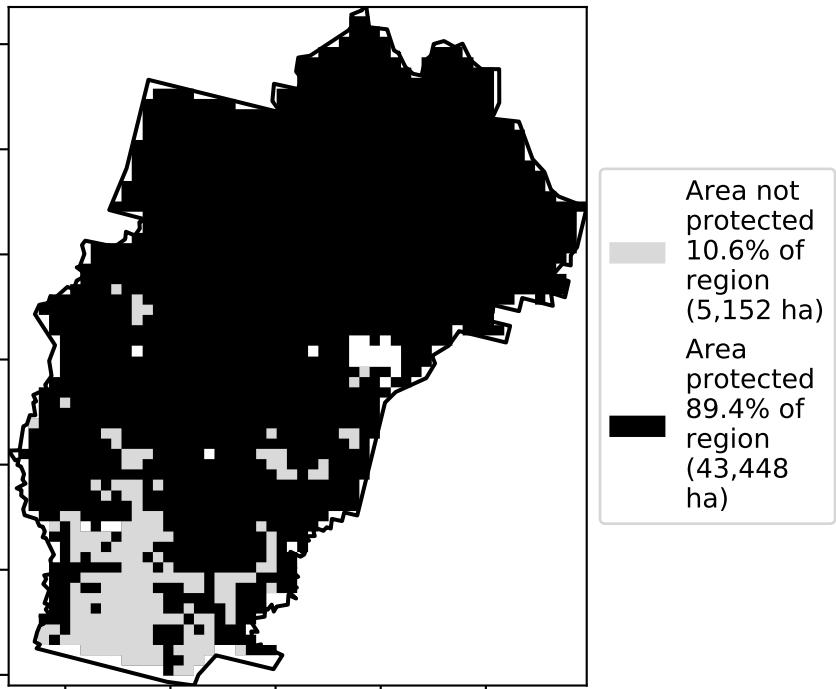 Area not
protected
10.6% of
region
(5,152 ha)
Area
protected
89.4% of
region
(43,448
ha)